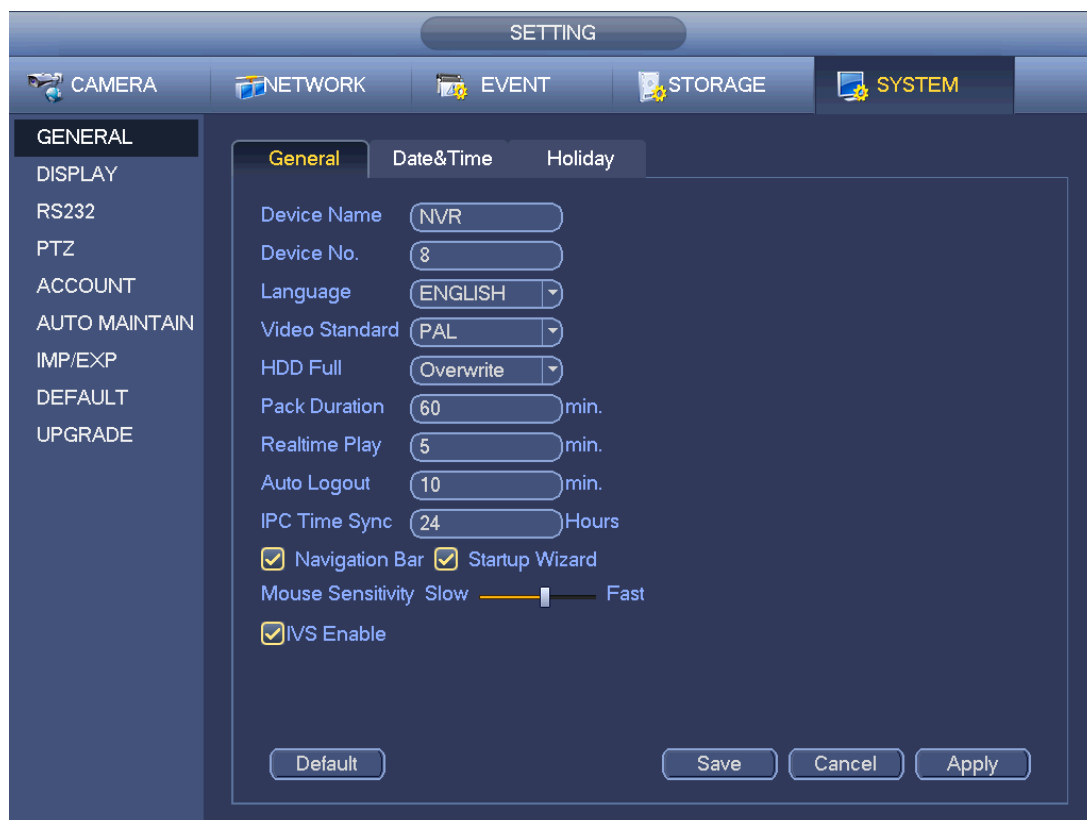 SETTING
CAMERA NETWORK EVENT STORAGE SYSTEM
GENERAL
DISPLAY
RS232
PTZ
ACCOUNT
AUTO MAINTAIN
IMP/EXP
DEFAULT
UPGRADE
General Date&Time Holiday
Device Name NVR
Device No. 8
Language ENGLISH
Video Standard PAL
HDD Full Overwrite
Pack Duration 60 min.
Realtime Play 5 min.
Auto Logout 10 min.
IPC Time Sync 24 Hours
Navigation Bar Startup Wizard
Mouse Sensitivity Slow Fast
IVS Enable
Default Save Cancel Apply